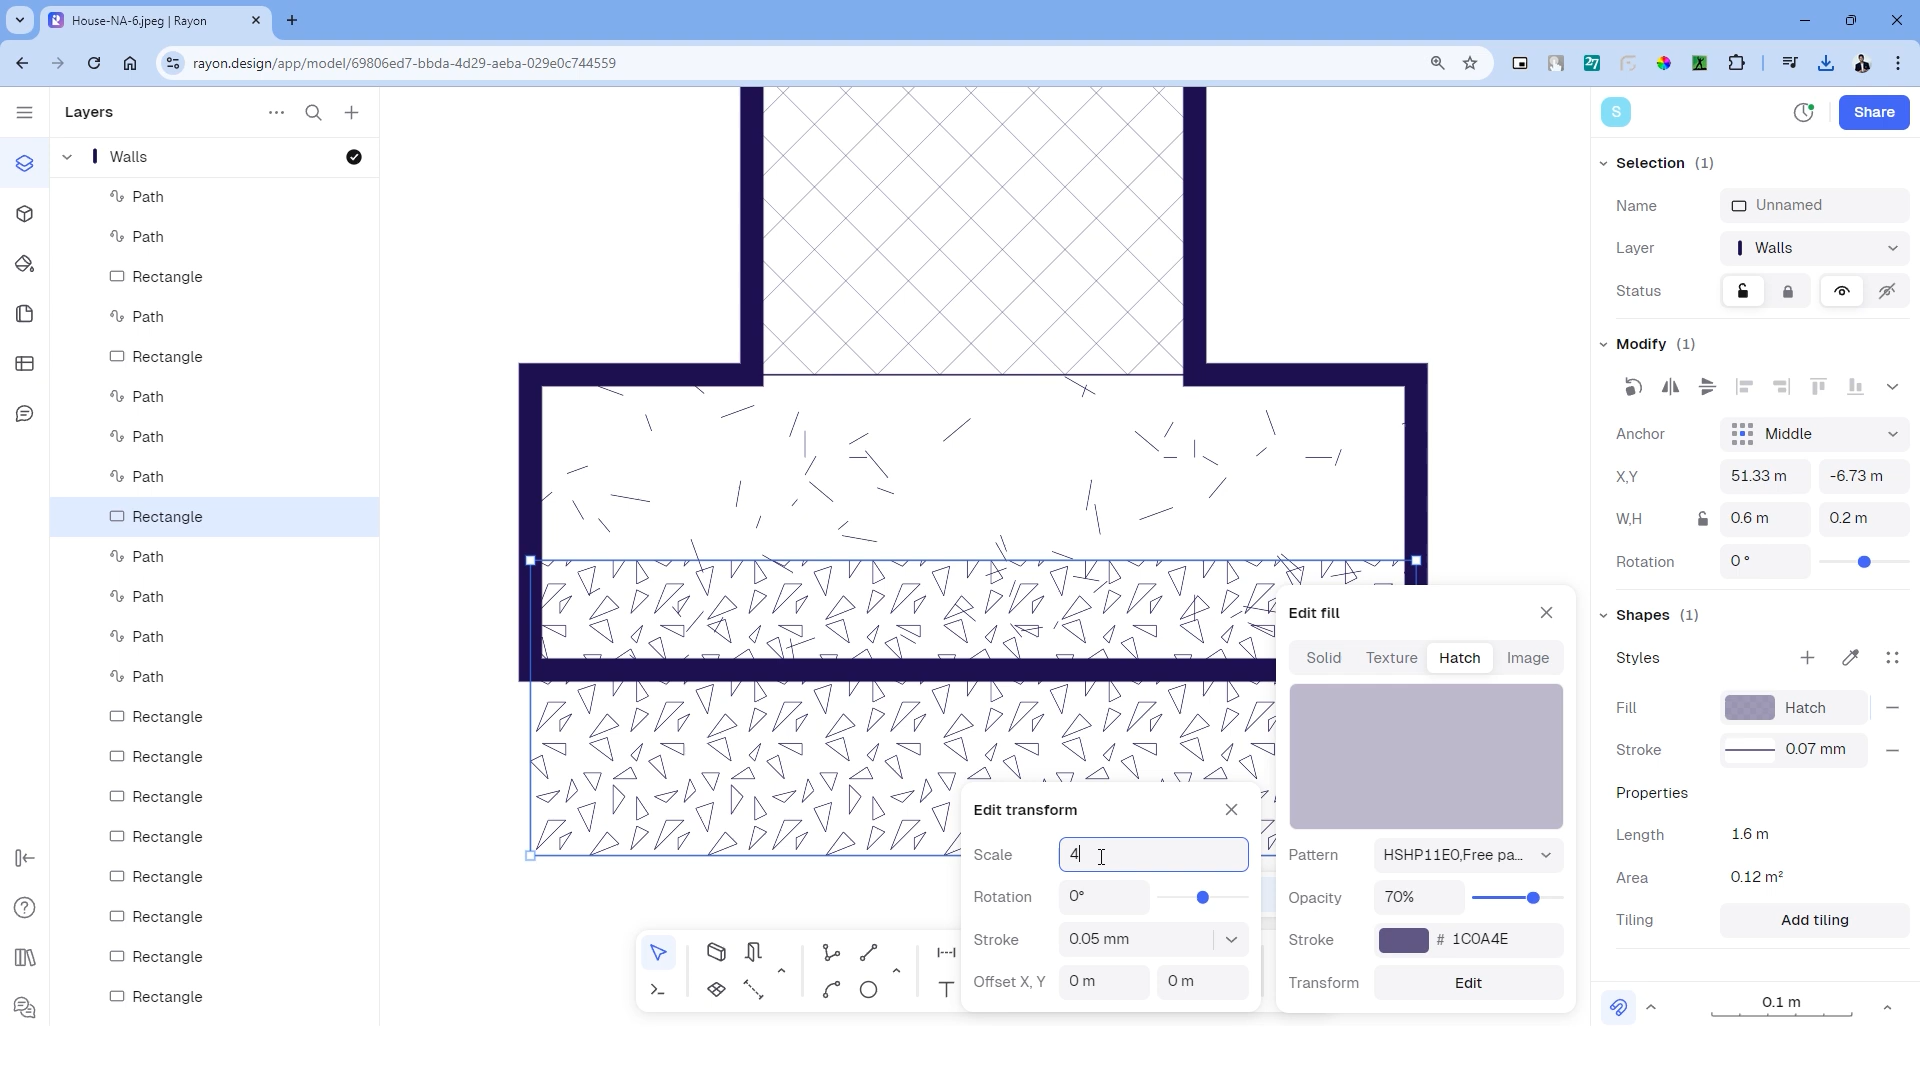 House-NA-6.jpeg | Rayon
rayon.design/app/model/69806ed7-bbda-4d29-aeba-029e0c744559
27
Layers
Walls
Path
Path
Rectangle
Path
Rectangle
Path
Path
Path
Rectangle
Path
Path
Path
Path
Rectangle
Rectangle
Rectangle
Rectangle
Rectangle
Rectangle
Rectangle
Rectangle
S
Share
Selection (1)
Name Unnamed
Layer Walls
Status
Modify (1)
Anchor Middle
X,Y 51.33 m -6.73 m
W,H 0.6 m 0.2 m
Rotation 0 °
Shapes (1)
Styles
Fill Hatch
Stroke 0.07 mm
Properties
Length 1.6 m
Area 0.12 m²
Tiling Add tiling
0.1 m
Edit fill
Solid Texture Hatch Image
Pattern HSHP11E0,Free pa...
Opacity 70%
Stroke # 1C0A4E
Transform Edit
Edit transform
Scale 4
Rotation 0°
Stroke 0.05 mm
Offset X, Y 0 m 0 m